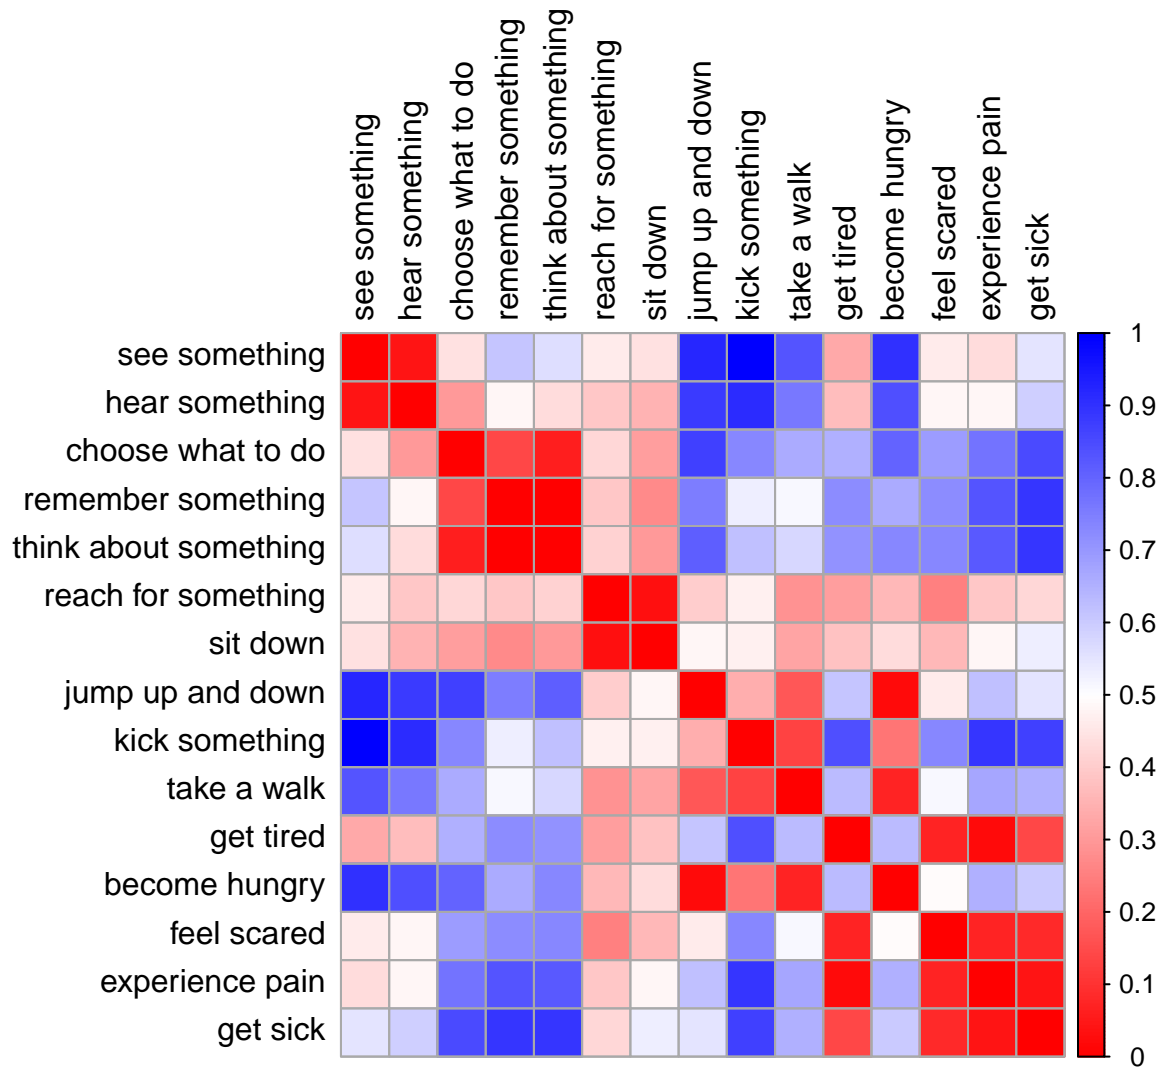 see something
hear something
choose what to do
remember something
think about something
reach for something
sit down
jump up and down
kick something
take a walk
get tired
become hungry
feel scared
experience pain
get sick
see something
hear something
choose what to do
remember something
think about something
reach for something
sit down
jump up and down
kick something
take a walk
get tired
become hungry
feel scared
experience pain
get sick
1
0.9
0.8
0.7
0.6
0.5
0.4
0.3
0.2
0.1
0